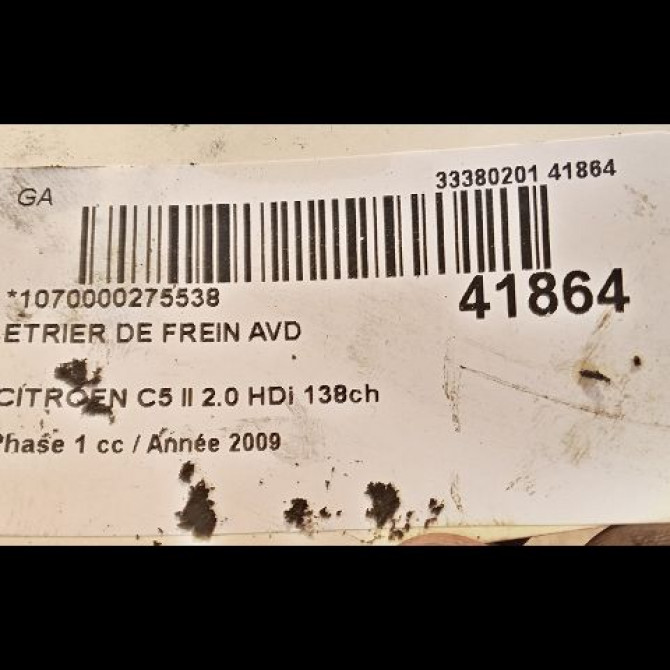 GA
33380201 41864
*1070000275538
41864
ETRIER DE FREIN AVD
CITROEN C5 II 2.0 HDi 138ch
Phase 1 cc / Année 2009